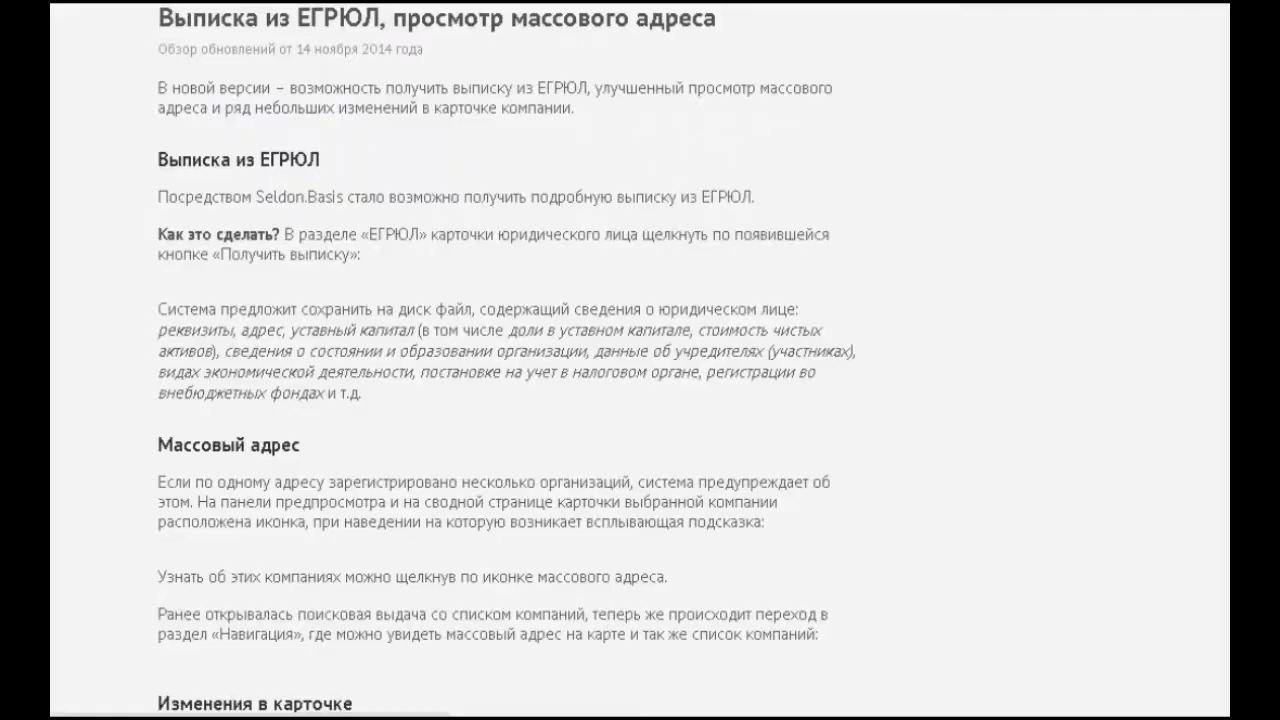 Выписка из ЕГРЮЛ, просмотр массового адреса
Обзор обновлений от 14 ноября 2014 года
В новой версии – возможность получить выписку из ЕГРЮЛ, улучшенный просмотр массового
адреса и ряд небольших изменений в карточке компании.
Выписка из ЕГРЮЛ
Посредством Seldon.Basis стало возможно получить подробную выписку из ЕГРЮЛ.
Как это сделать? В разделе «ЕГРЮЛ» карточки юридического лица щелкнуть по появившейся
кнопке «Получить выписку»:
Система предложит сохранить на диск файл, содержащий сведения о юридическом лице:
реквизиты, адрес, уставный капитал (в том числе доли в уставном капитале, стоимость чистых
активов), сведения о состоянии и образовании организации, данные об учредителях (участниках),
видах экономической деятельности, постановке на учет в налоговом органе, регистрации во
внебюджетных фондах и т.д.
Массовый адрес
Если по одному адресу зарегистрировано несколько организаций, система предупреждает об
этом. На панели предпросмотра и на сводной странице карточки выбранной компании
расположена иконка, при наведении на которую возникает всплывающая подсказка:
Узнать об этих компаниях можно щелкнув по иконке массового адреса.
Ранее открывалась поисковая выдача со списком компаний, теперь же происходит переход в
раздел «Навигация», где можно увидеть массовый адрес на карте и так же список компаний:
Изменения в карточке